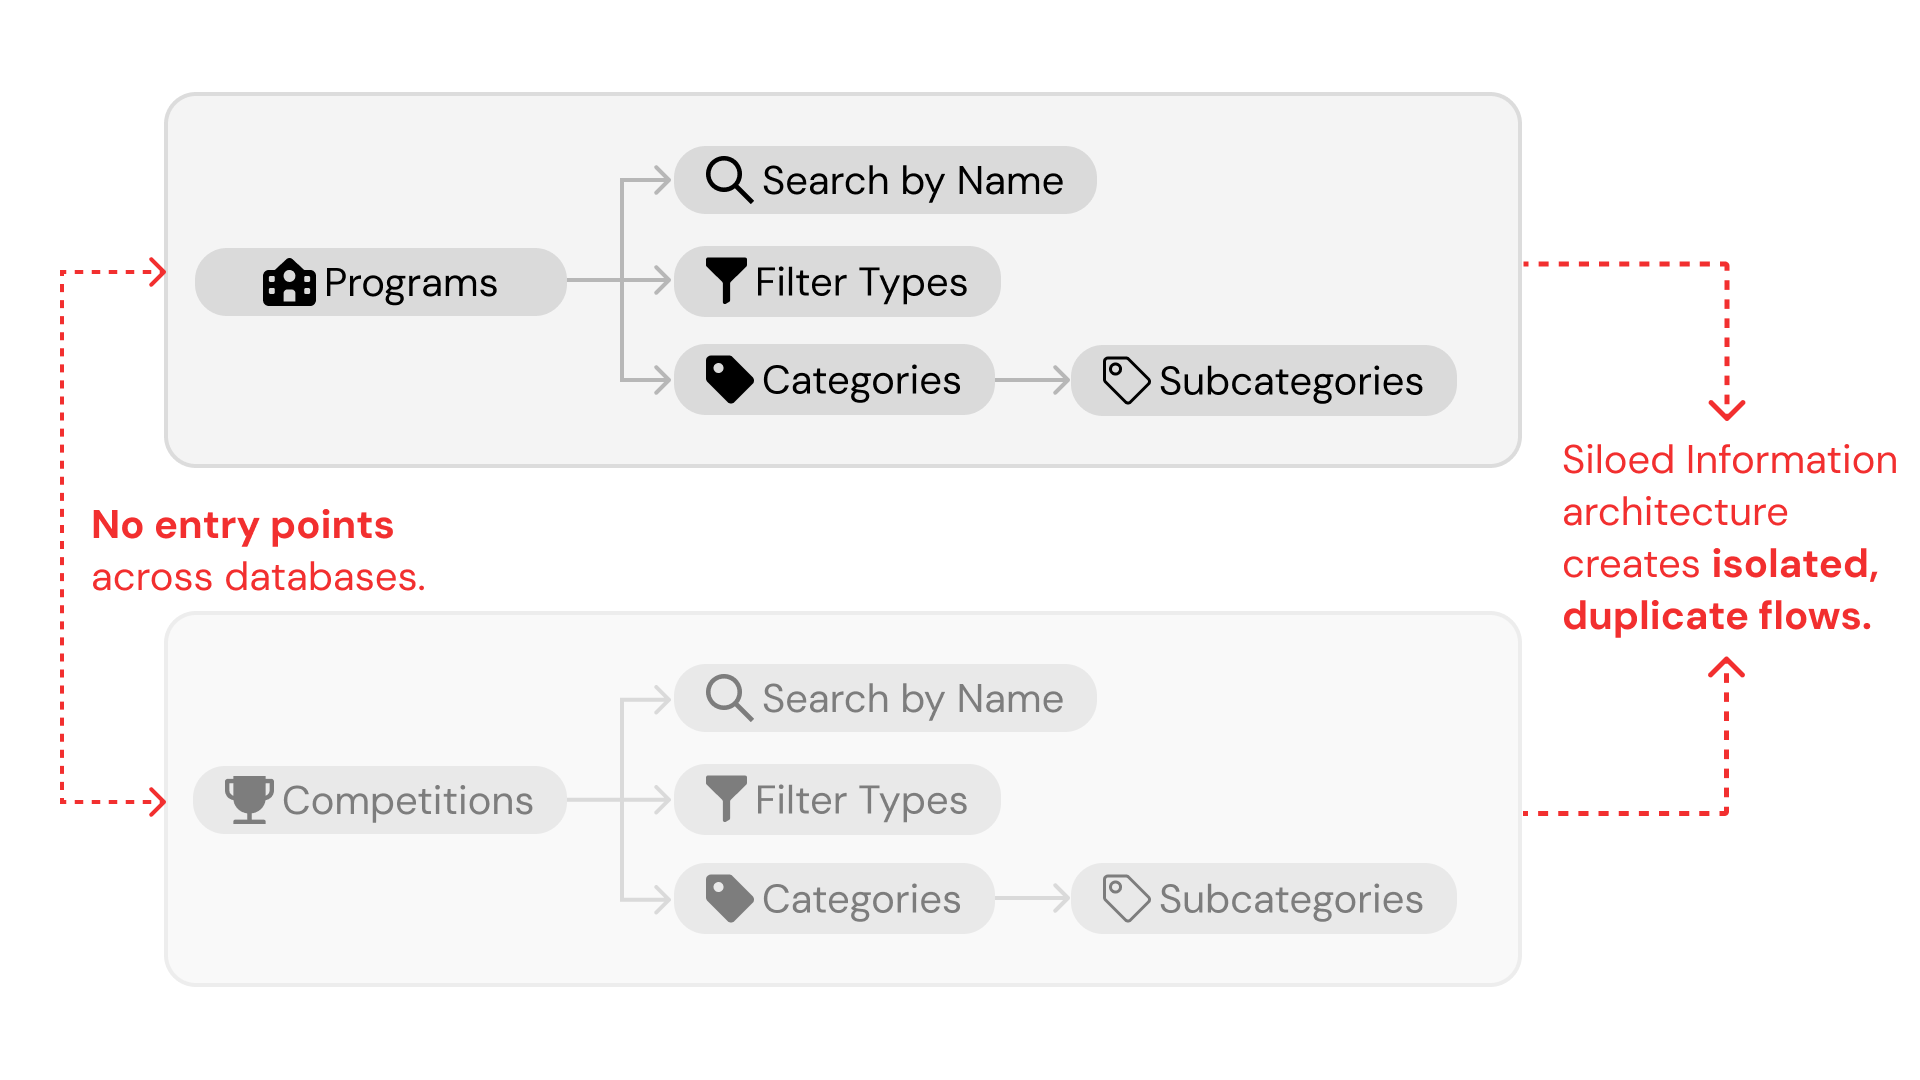 Search by Name
Programs
Filter Types
Categories
Subcategories
No entry points
across databases.
Siloed Information
architecture
creates isolated,
duplicate flows.
Search by Name
Competitions
Filter Types
Categories
Subcategories